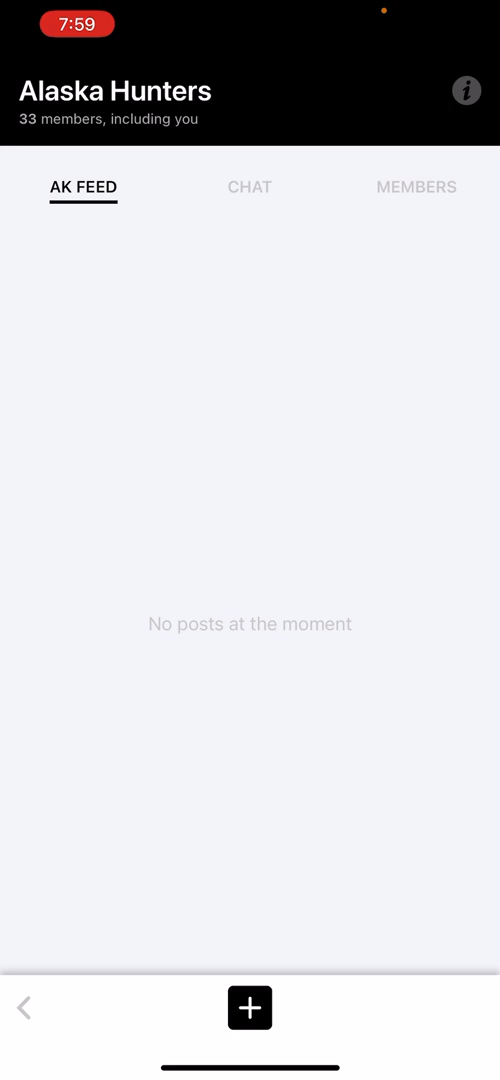 7:59
Alaska Hunters
33 members, including you
AK FEED
CHAT
MEMBERS
No posts at the moment